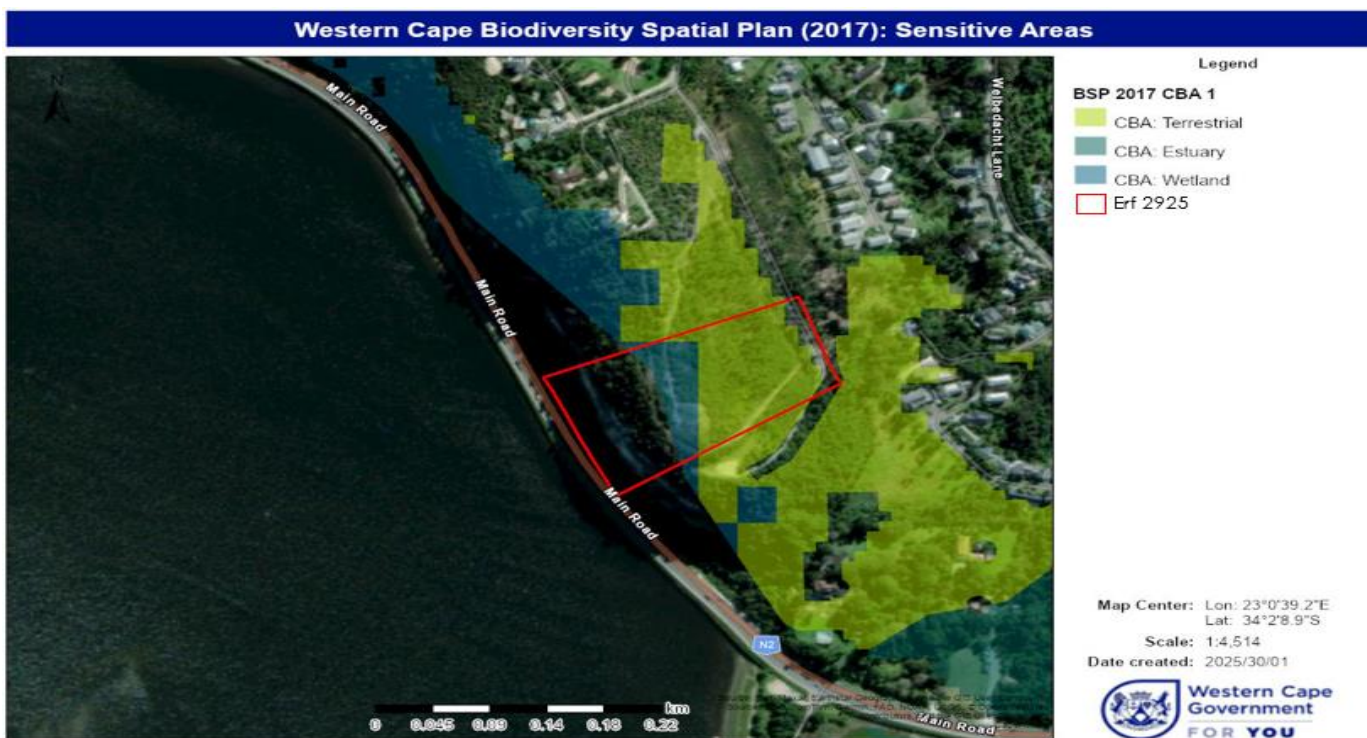 Western Cape Biodiversity Spatial Plan (2017): Sensitive Areas
N
Main Road
Main Road
Main Road
Main Road
Welbedacht Lane
N2
km
0 0.045 0.09 0.14 0.18 0.22
Legend
BSP 2017 CBA 1
CBA: Terrestrial
CBA: Estuary
CBA: Wetland
Erf 2925
Map Center: Lon: 23°0'39.2"E
Lat: 34°2'8.9"S
Scale: 1:4,514
Date created: 2025/30/01
Western Cape
Government
FOR YOU